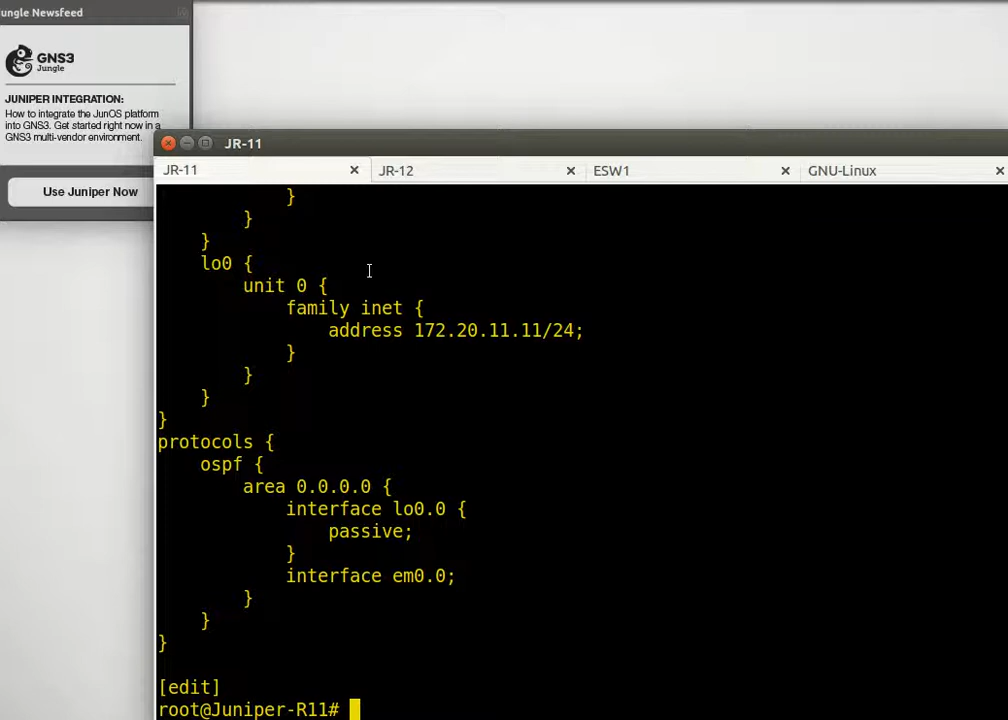 ungle Newsfeed
GNS3
Jungle
JUNIPER INTEGRATION:
How to integrate the JunOS platform
into GNS3. Get started right now in a
GNS3 multi-vendor environment.
Use Juniper Now
JR-11
JR-11
JR-12
ESW1
GNU-Linux
}
}
}
lo0 {
unit 0 {
family inet {
address 172.20.11.11/24;
}
}
}
}
protocols {
ospf {
area 0.0.0.0 {
interface lo0.0 {
passive;
}
interface em0.0;
}
}
}
[edit]
root@Juniper-R11#